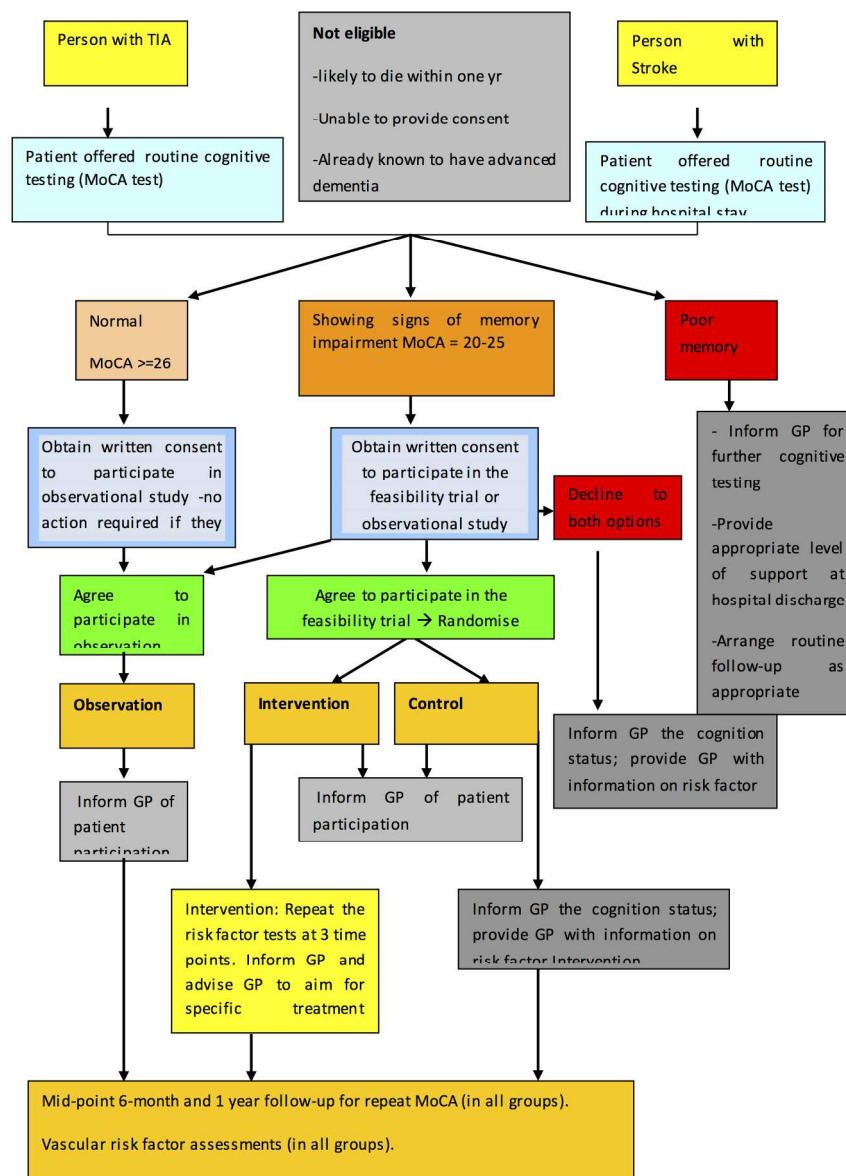 Person with TIA
Not eligible
-likely to die within one yr
-Unable to provide consent
-Already known to have advanced
dementia
Person with
Stroke
Patient offered routine cognitive
testing (MoCA test)
Patient offered routine
cognitive testing (MoCA test)
during hospital stay
Normal
MoCA >=26
Showing signs of memory
impairment MoCA = 20-25
Poor
memory
Obtain written consent
to participate in
observational study -no
action required if they
Obtain written consent
to participate in the
feasibility trial or
observational study
Decline to
both options
- Inform GP for
further cognitive
testing
-Provide
appropriate level
of support at
hospital discharge
-Arrange routine
follow-up as
appropriate
Agree to
participate in
observation
Agree to participate in the
feasibility trial → Randomise
Observation
Intervention
Control
Inform GP the cognition
status; provide GP with
information on risk factor
Inform GP of
patient
participation
Inform GP of patient
participation
Intervention: Repeat the
risk factor tests at 3 time
points. Inform GP and
advise GP to aim for
specific treatment
Inform GP the cognition status;
provide GP with information on
risk factor Intervention
Mid-point 6-month and 1 year follow-up for repeat MoCA (in all groups).
Vascular risk factor assessments (in all groups).